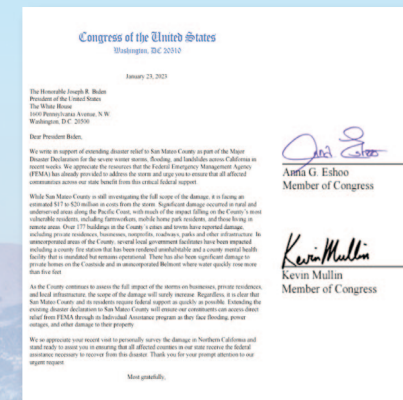 Congress of the United States
Washington, DC 20510
January 23, 2023
The Honorable Joseph R. Biden
President of the United States
The White House
1600 Pennsylvania Avenue, N.W.
Washington, D.C. 20500
Dear President Biden,
We write in support of extending disaster relief to San Mateo County as part of the Major
Disaster Declaration for the severe winter storms, flooding, and landslides across California in
recent weeks. We appreciate the resources that the Federal Emergency Management Agency
(FEMA) has already provided to address the storm and urge you to ensure that all affected
communities across our state benefit from this critical federal support.
While San Mateo County is still investigating the full scope of the damage, it is facing an
estimated $17 to $20 million in costs from the storm. Significant damage occurred in rural and
underserved areas along the Pacific Coast, with much of the impact falling on the County's most
vulnerable residents, including farmworkers, mobile home park residents, and those living in
remote areas. Over 177 buildings in the County's cities and towns have reported damage,
including private residences, businesses, nonprofits, roadways, parks and other infrastructure. In
unincorporated areas of the County, several local government facilities have been impacted
including a county fire station that has been rendered uninhabitable and a county mental health
facility that is mandated but remains operational. There has also been significant damage to
private homes on the Coastside and in unincorporated Belmont where water quickly rose more
than five feet
As the County continues to assess the full impact of the storms on businesses, private residences,
and local infrastructure, the scope of the damage will surely increase. Regardless, it is clear that
San Mateo County and its residents require federal support as quickly as possible. Extending the
existing disaster declaration to San Mateo County will ensure our constituents can access direct
relief from FEMA through its Individual Assistance program as they face flooding, power
outages, and other damage to their property.
We so appreciate your recent visit to personally survey the damage in Northern California and
stand ready to assist you in ensuring that all affected counties in our state receive the federal
assistance necessary to recover from this disaster. Thank you for your prompt attention to our
urgent request.
Most gratefully,
Anna Eshoo
Anna G. Eshoo
Member of Congress
Kevin Mullin
Kevin Mullin
Member of Congress